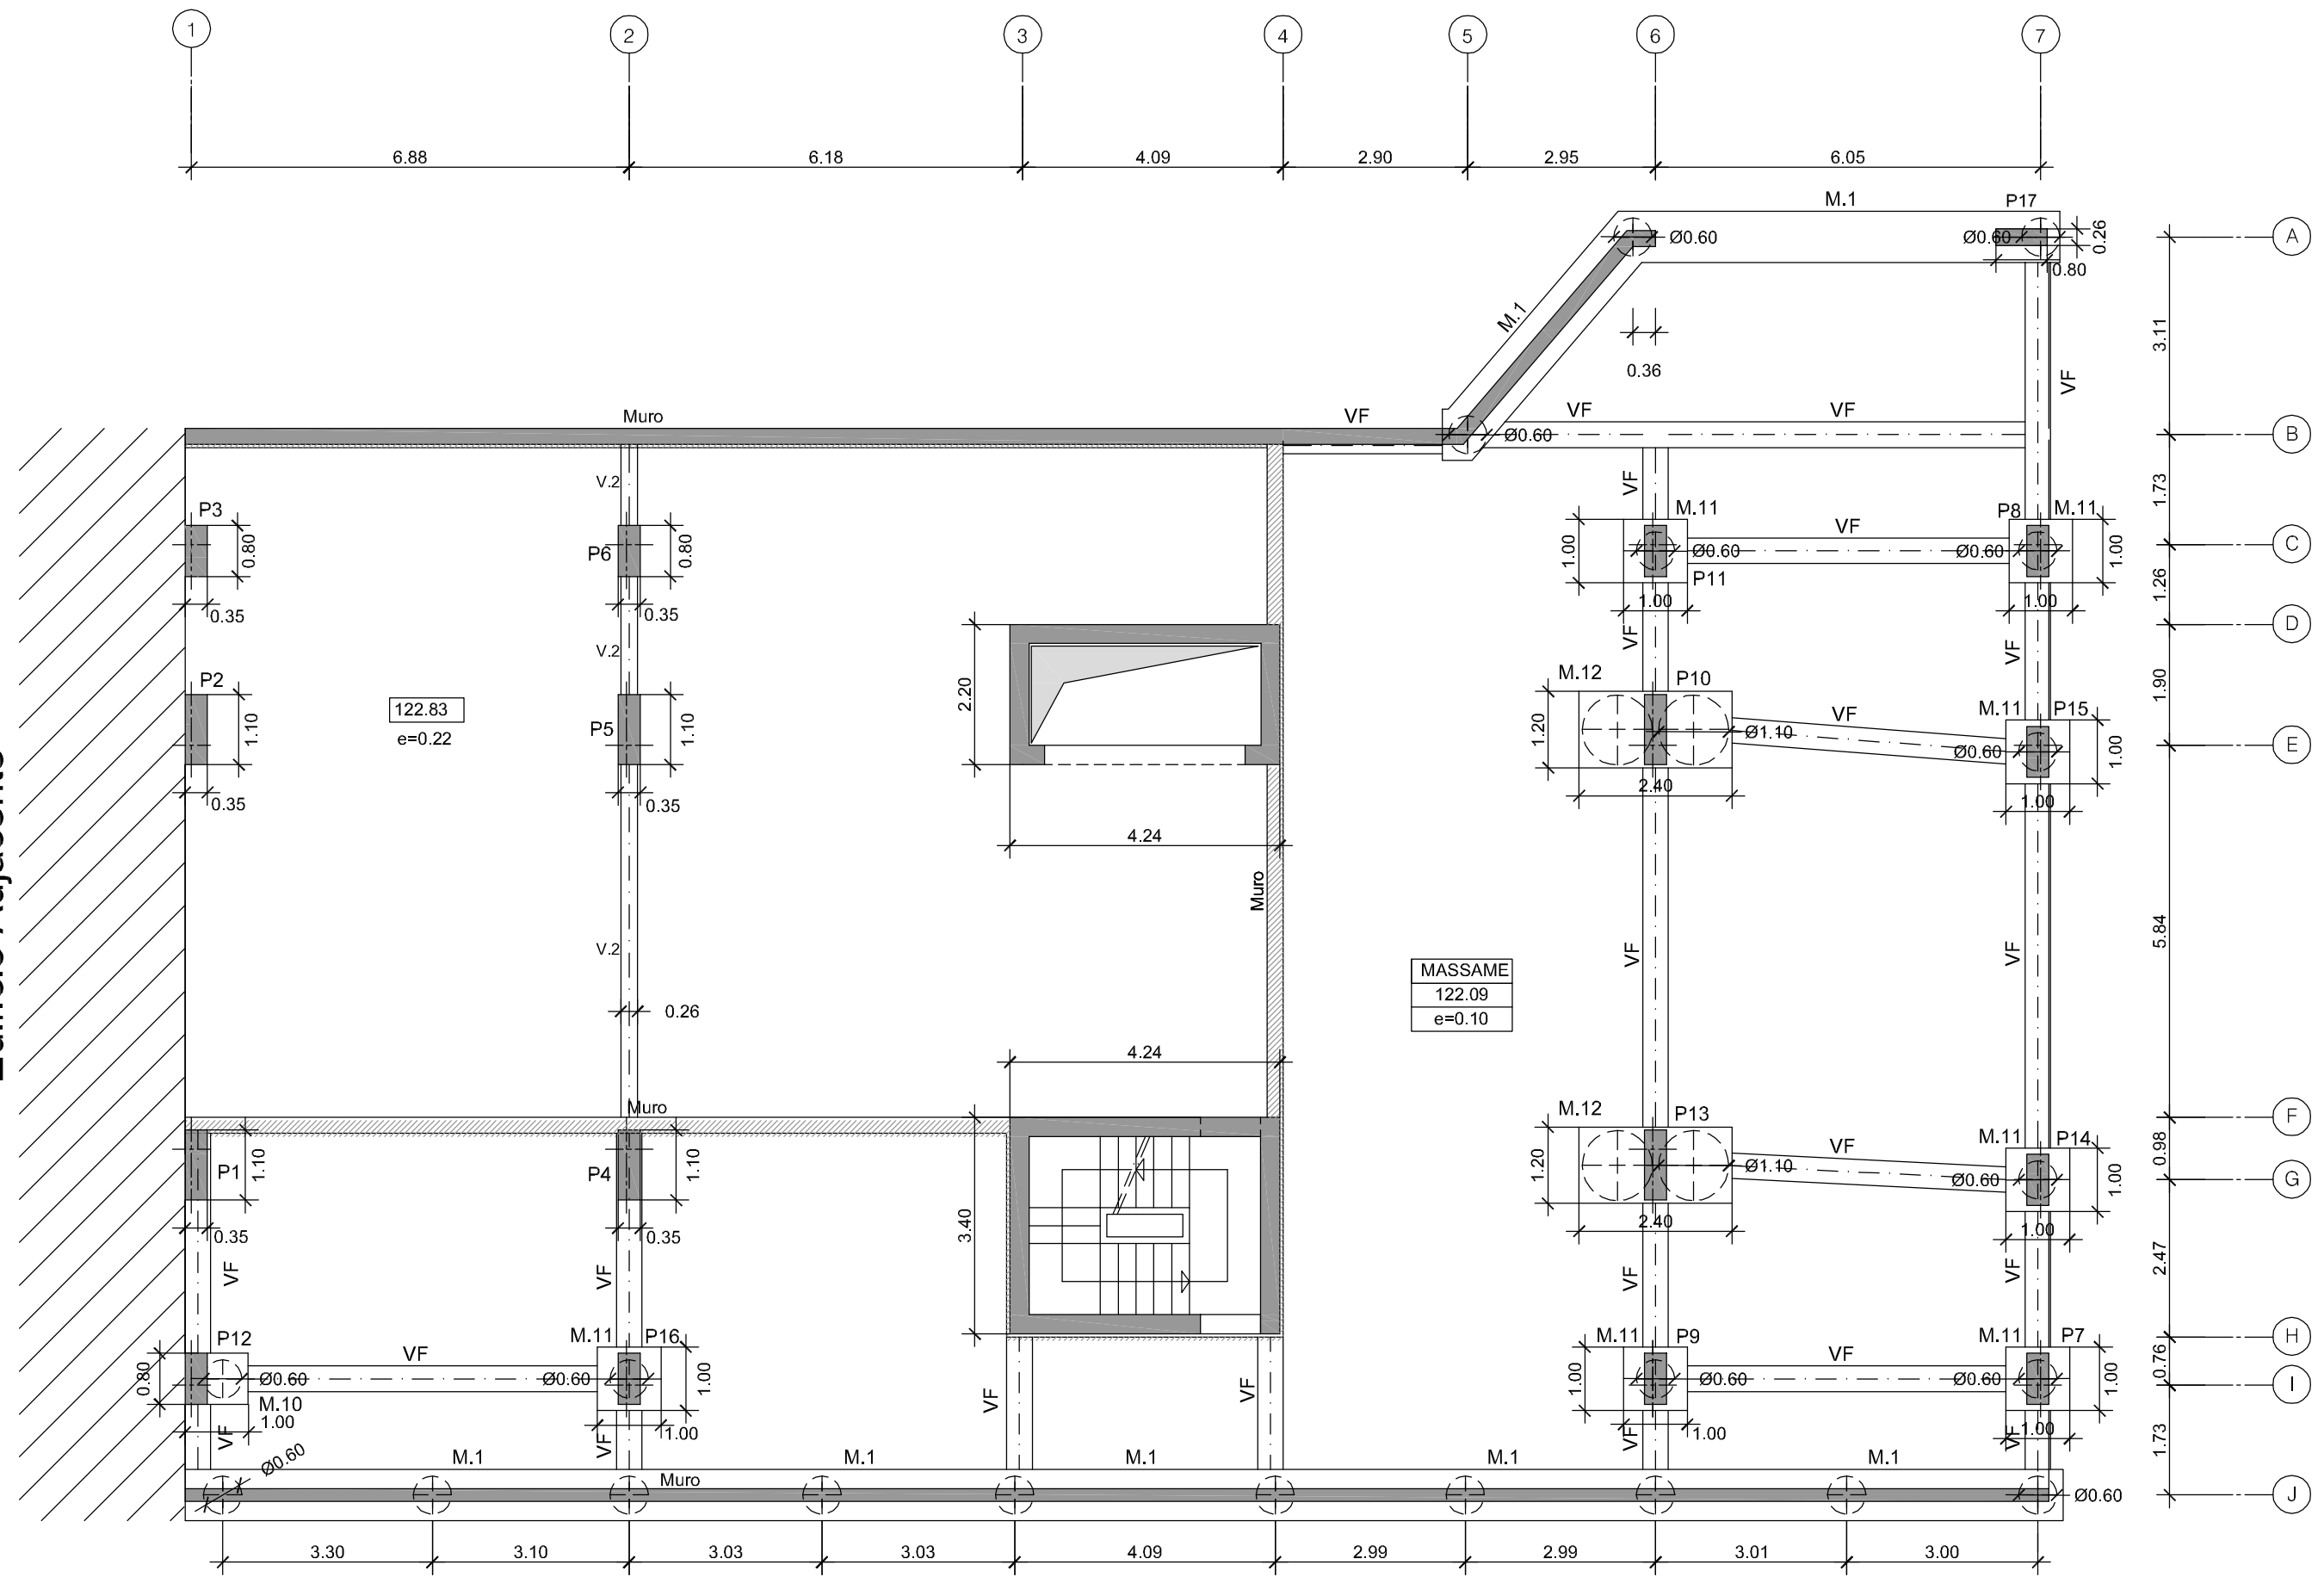 1 2 3 4 5 6 7
6.88 6.18 4.09 2.90 2.95 6.05
M.1 P17
Ø0.60 Ø0.60 0.26 A
0.80
M.1 3.11
0.36
VF
Muro VF VF VF
Ø0.60 B
V.2 VF 1.73
P3 M.11 P8 M.11
0.80 P6 0.80 1.00 Ø0.60 VF Ø0.60 1.00 C
P11
0.35 0.35 1.00 1.00 1.26
D
V.2 VF VF
P2 M.12 P10
122.83 2.20 1.90
e=0.22
1.10 P5 1.10 1.20 Ø1.10 VF M.11 P15
Ø0.60 1.00 E
0.35 0.35 2.40 1.00
4.24
Muro
V.2 VF VF 5.84
MASSAME
122.09
e=0.10
0.26
4.24
Muro M.12 P13 F
P1 1.10 P4 1.10 1.20 Ø1.10 VF M.11 P14 0.98
Ø0.60 1.00 G
0.35 0.35 3.40 2.40 1.00
VF VF VF VF 2.47
P12 M.11 P16 M.11 P9 M.11 P7 H
0.80 Ø0.60 VF Ø0.60 1.00 1.00 Ø0.60 VF Ø0.60 1.00 0.76
I
M.10
1.00 1.00 1.00 1.00
VF VF VF VF VF VF 1.73
Ø0.60 M.1 M.1 M.1 M.1 M.1
Muro
Ø0.60 J
3.30 3.10 3.03 3.03 4.09 2.99 2.99 3.01 3.00